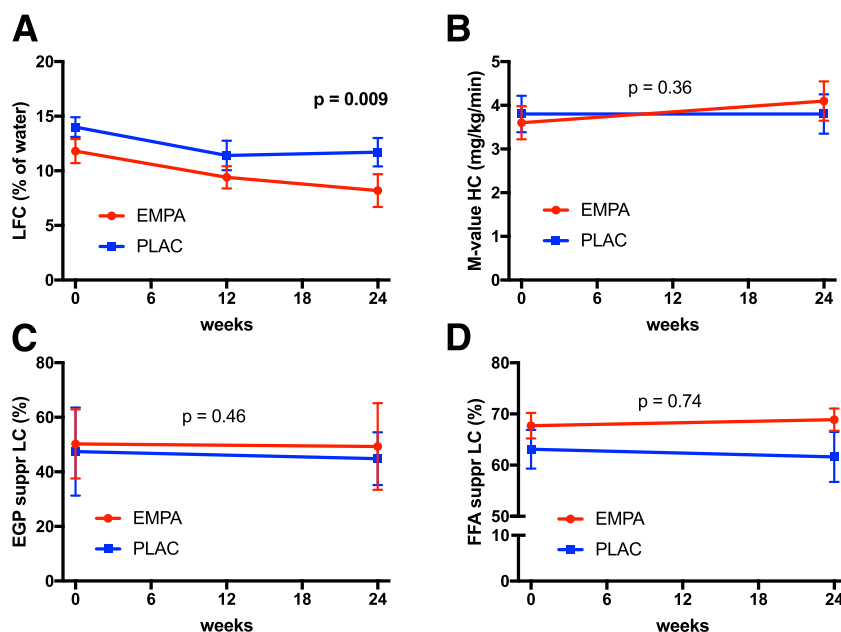 A
LFC (% of water)
20
15
10
5
0
p = 0.009
EMPA
PLAC
0 6 12 18 24
weeks
B
M-value HC (mg/kg/min)
5
4
3
2
1
0
p = 0.36
EMPA
PLAC
0 6 12 18 24
weeks
C
EGP suppr LC (%)
80
60
40
20
0
p = 0.46
EMPA
PLAC
0 6 12 18 24
weeks
D
FFA suppr LC (%)
80
70
60
50
10
0
p = 0.74
EMPA
PLAC
0 6 12 18 24
weeks